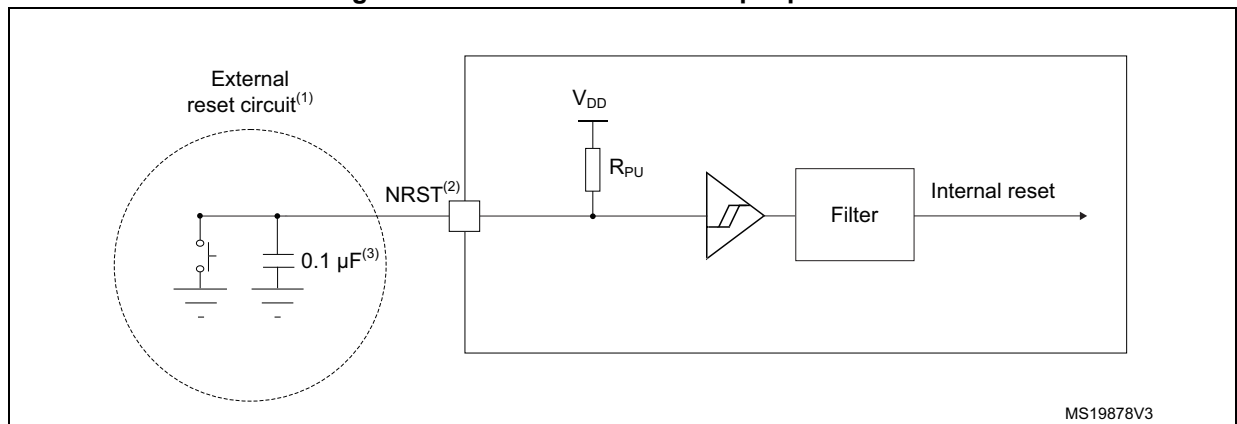 External
reset circuit(1)
VDD
RPU
NRST(2)
0.1 µF(3)
Filter
Internal reset
MS19878V3